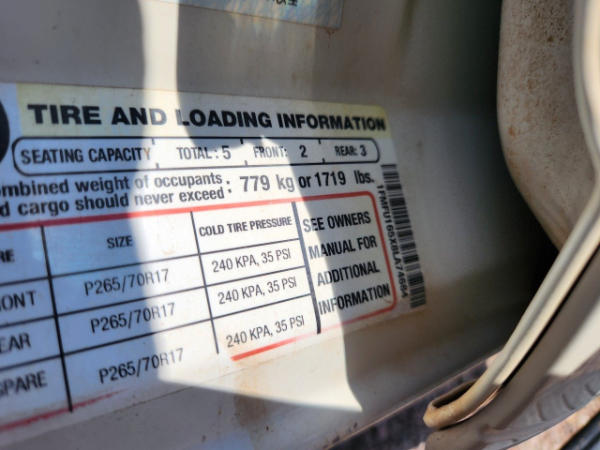 TIRE AND LOADING INFORMATION
SEATING CAPACITY TOTAL: 5 FRONT: 2 REAR: 3
ombined weight of occupants : 779 kg or 1719 lbs.
d cargo should never exceed
RE SIZE COLD TIRE PRESSURE
ONT P265/70R17 240 KPA, 35 PSI
EAR P265/70R17 240 KPA, 35 PSI
SPARE P265/70R17 240 KPA, 35 PSI
SEE OWNERS
MANUAL FOR
ADDITIONAL
INFORMATION